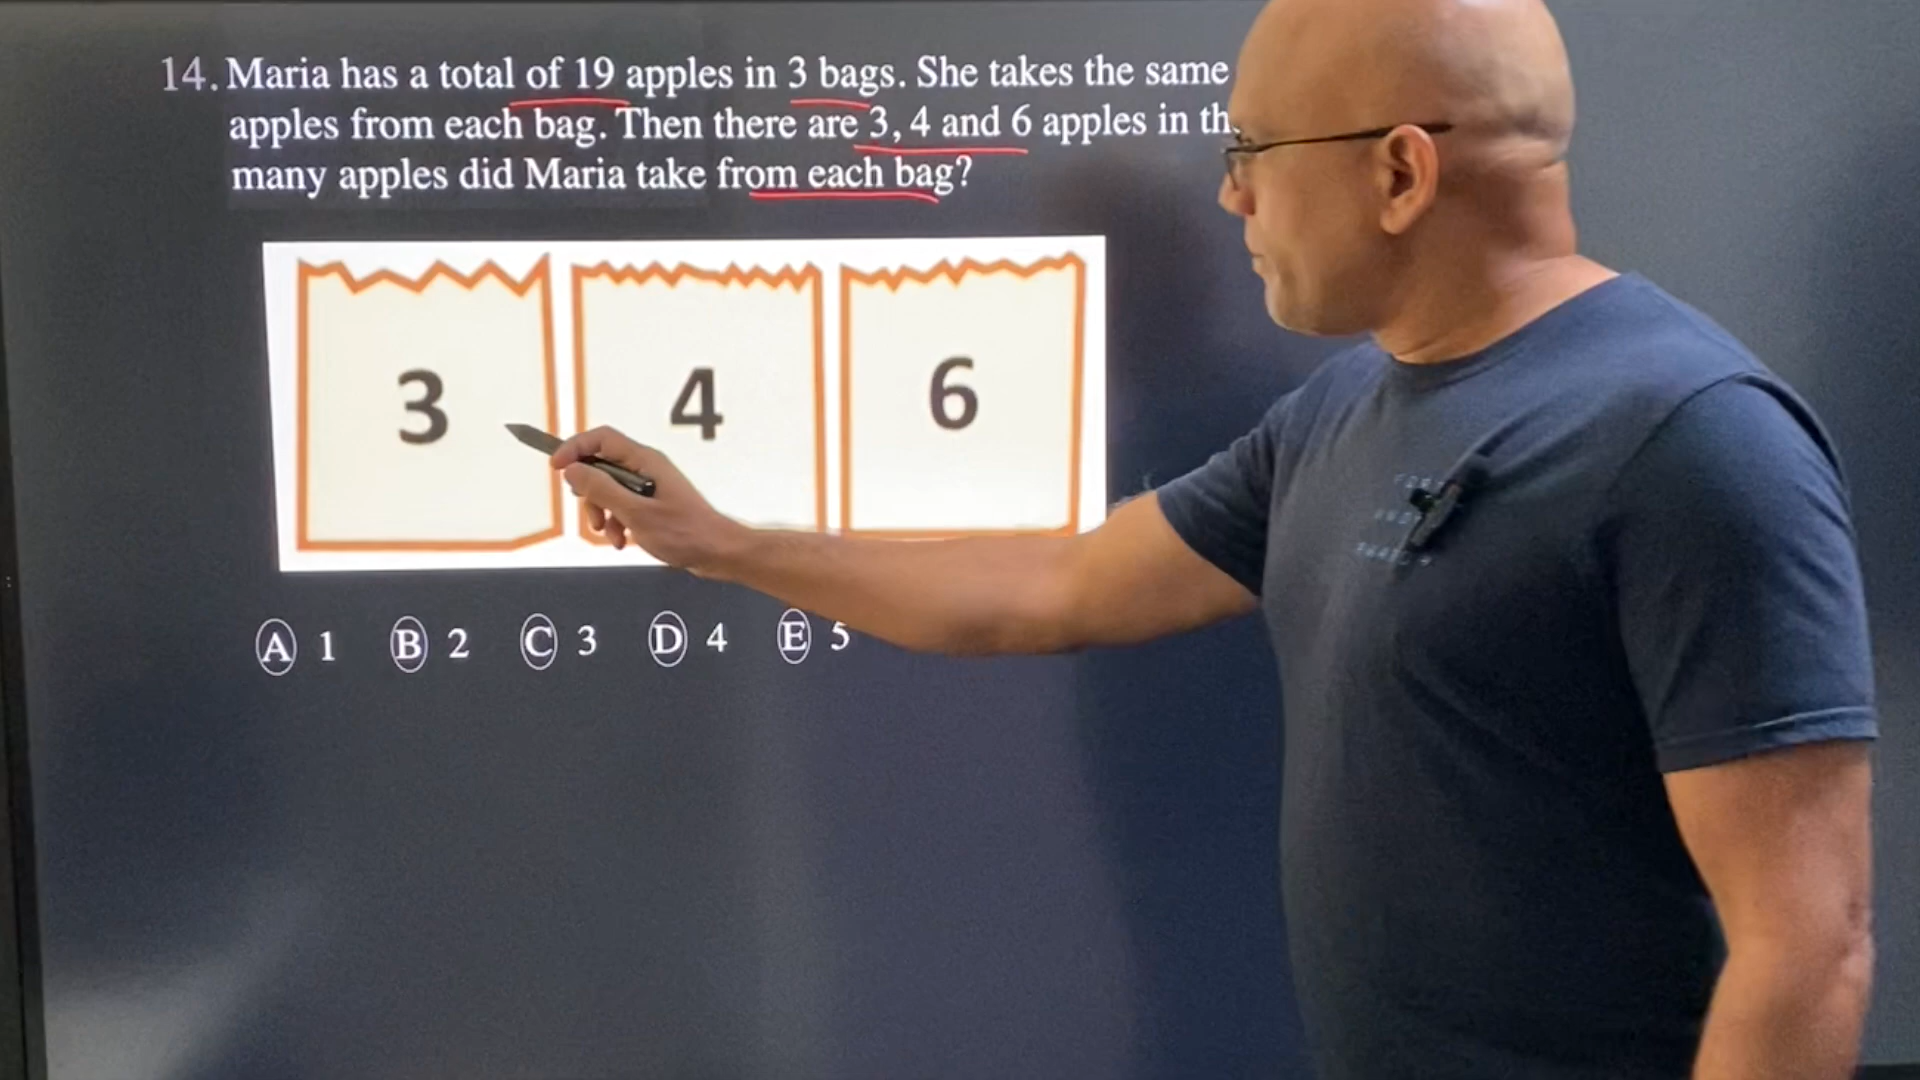 14. Maria has a total of 19 apples in 3 bags. She takes the same
apples from each bag. Then there are 3, 4 and 6 apples in
many apples did Maria take from each bag?
3 4 6
A 1 B 2 C 3 D 4 E 5